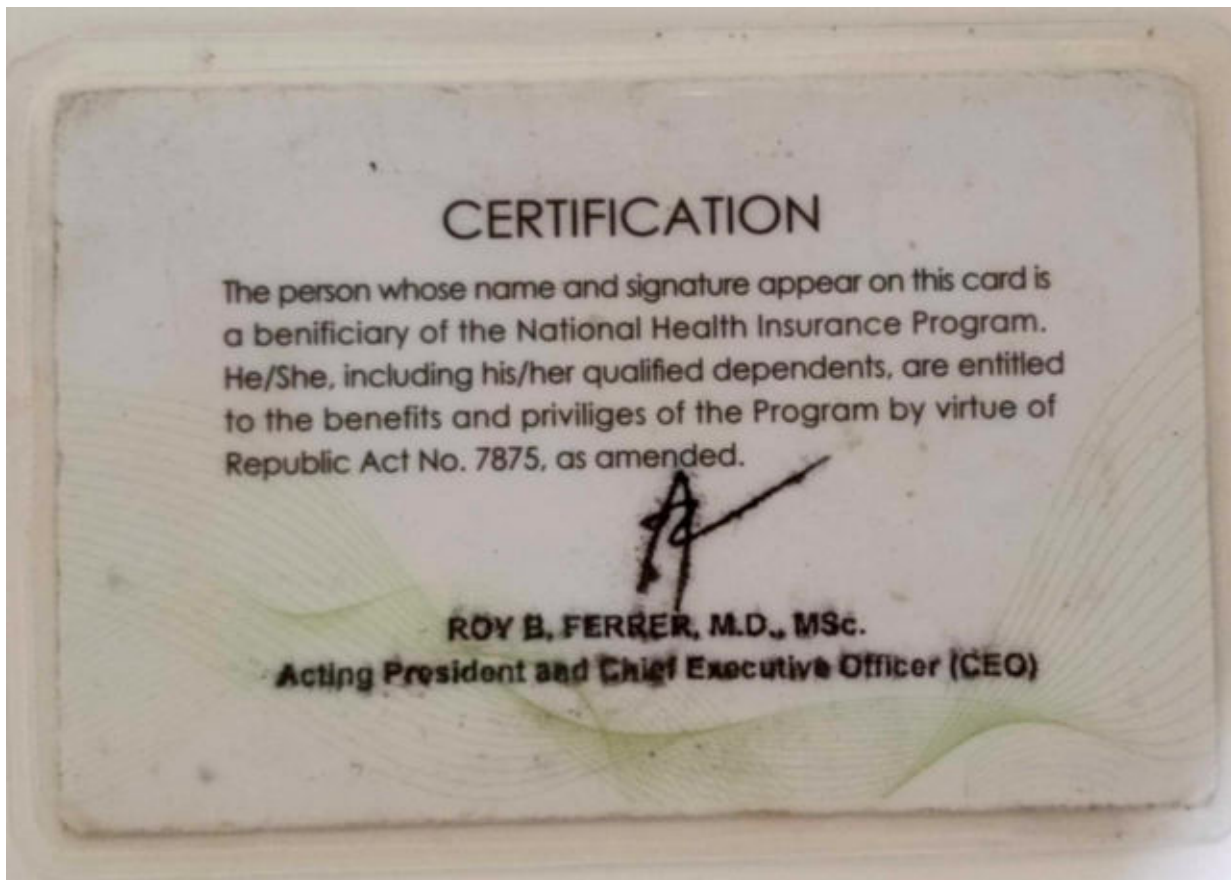 CERTIFICATION
The person whose name and signature appear on this card is
a benificiary of the National Health Insurance Program.
He/She, including his/her qualified dependents, are entitled
to the benefits and priviliges of the Program by virtue of
Republic Act No. 7875, as amended.
ROY B. FERRER, M.D., MSc.
Acting President and Chief Executive Officer (CEO)